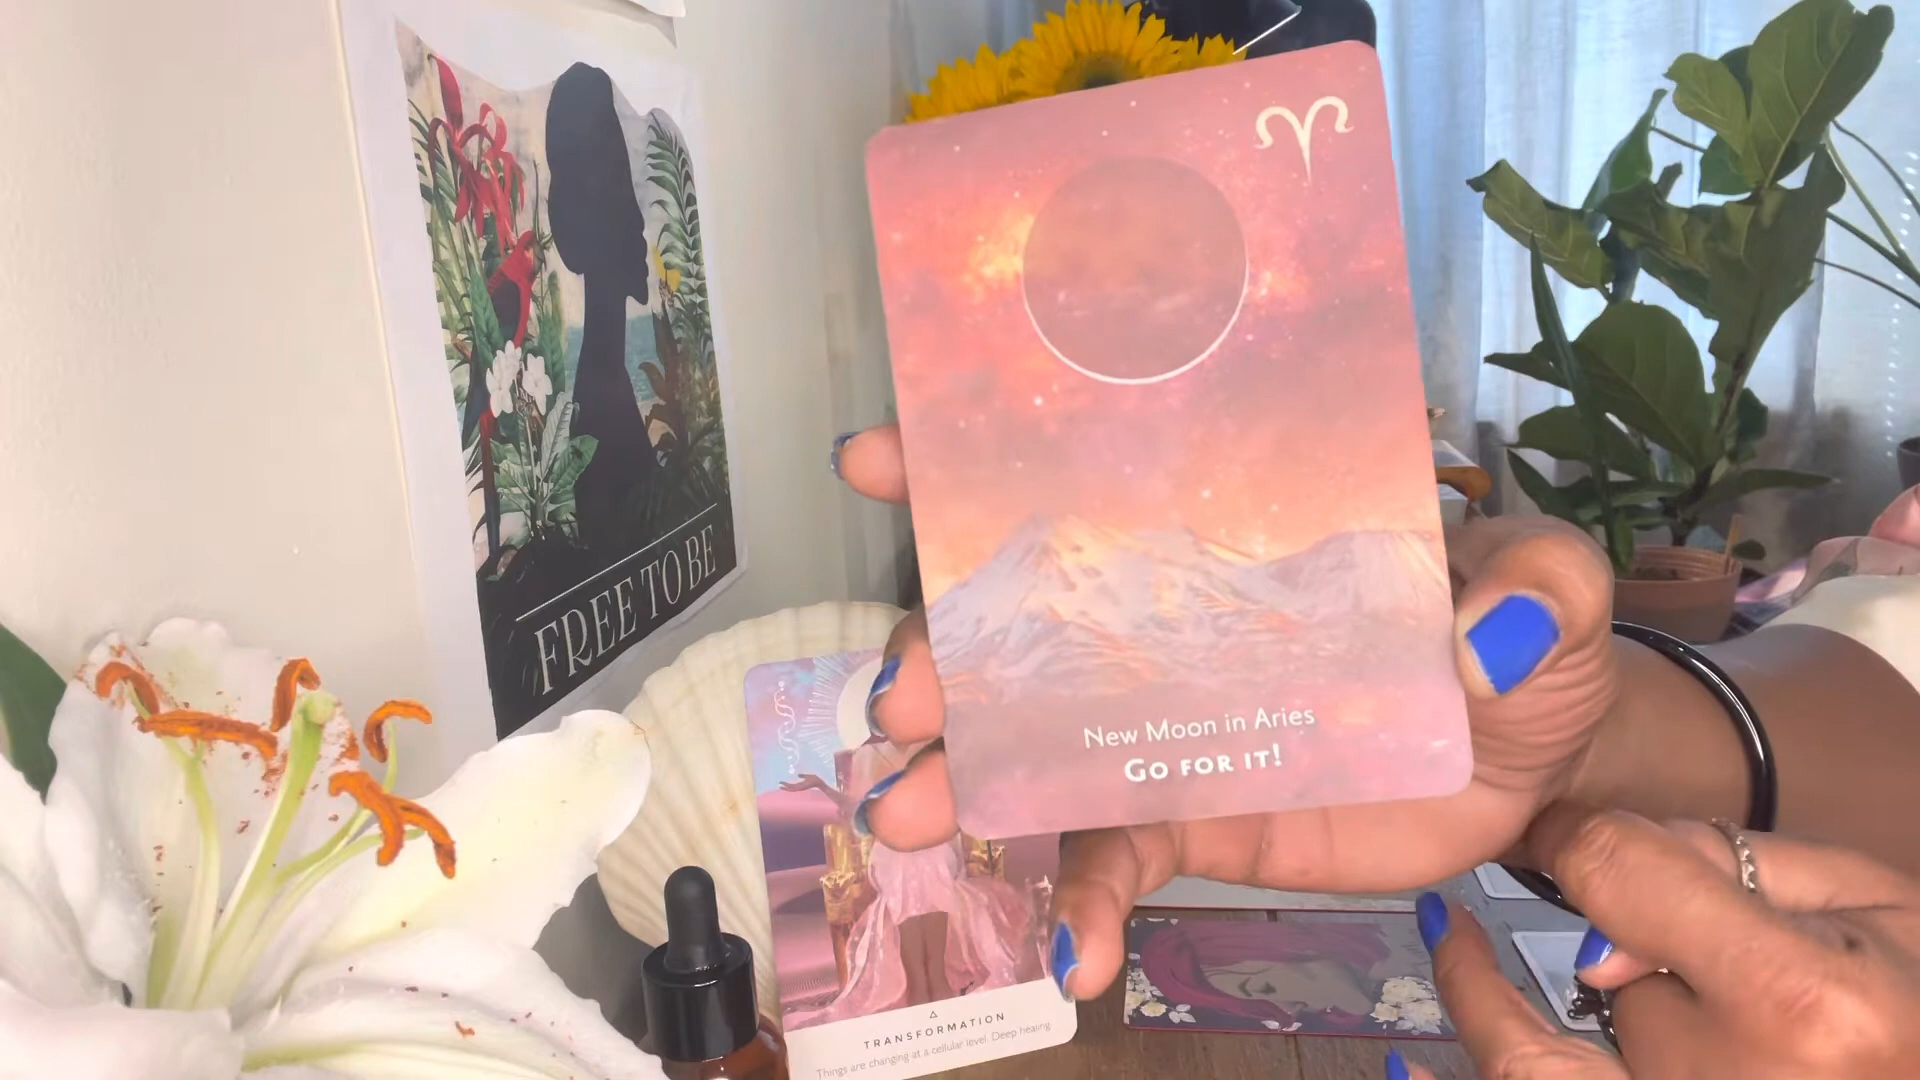 FREE TO BE
New Moon in Aries
GO FOR IT!
TRANSFORMATION
Things are changing at a cellular level. Deep healing.